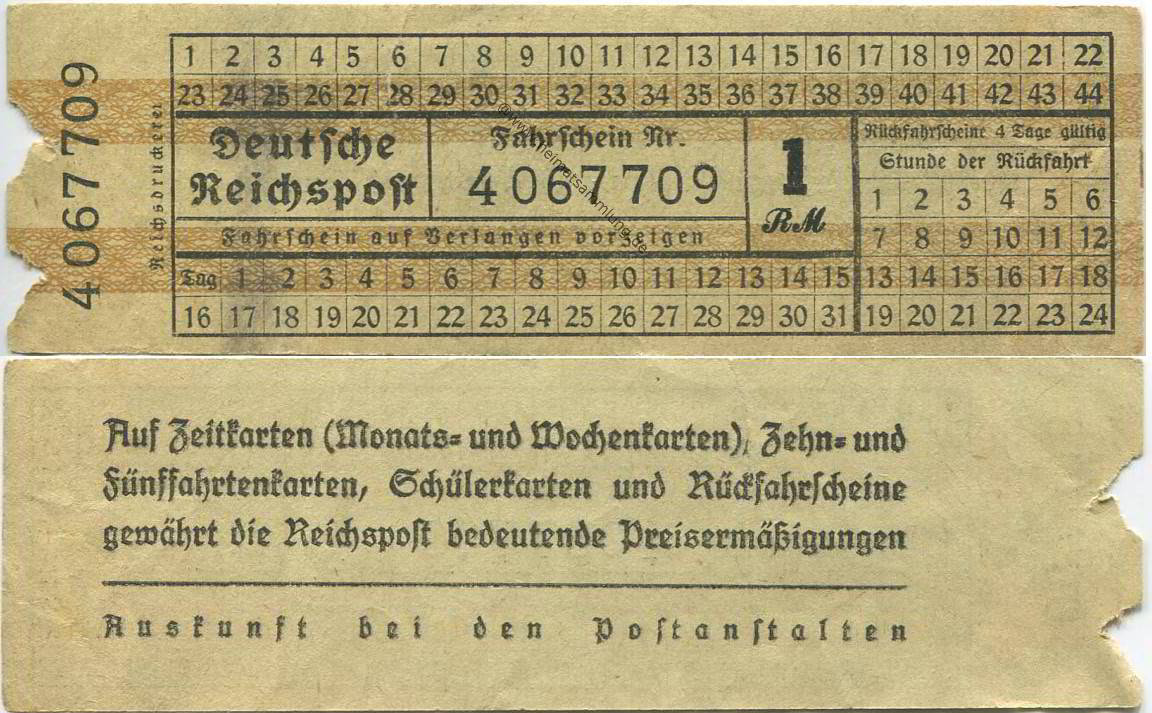 4067709
Reichsdruckerei
1 2 3 4 5 6 7 8 9 10 11 12 13 14 15 16 17 18 19 20 21 22
23 24 25 26 27 28 29 30 31 32 33 34 35 36 37 38 39 40 41 42 43 44
Deutsche
Reichspost
Fahrschein Nr.
4067709
Fahrschein auf Verlangen vorzeigen
1
RM
Rückfahrscheine 4 Tage gültig
Stunde der Rückfahrt
1 2 3 4 5 6
7 8 9 10 11 12
Tag 1 2 3 4 5 6 7 8 9 10 11 12 13 14 15
13 14 15 16 17 18
16 17 18 19 20 21 22 23 24 25 26 27 28 29 30 31
19 20 21 22 23 24
©www.heimatsammlung.de
Auf Zeitkarten (Monats- und Wochenkarten), Zehn- und
Fünffahrtenkarten, Schülerkarten und Rückfahrscheine
gewährt die Reichspost bedeutende Preisermäßigungen
Auskunft bei den Postanstalten